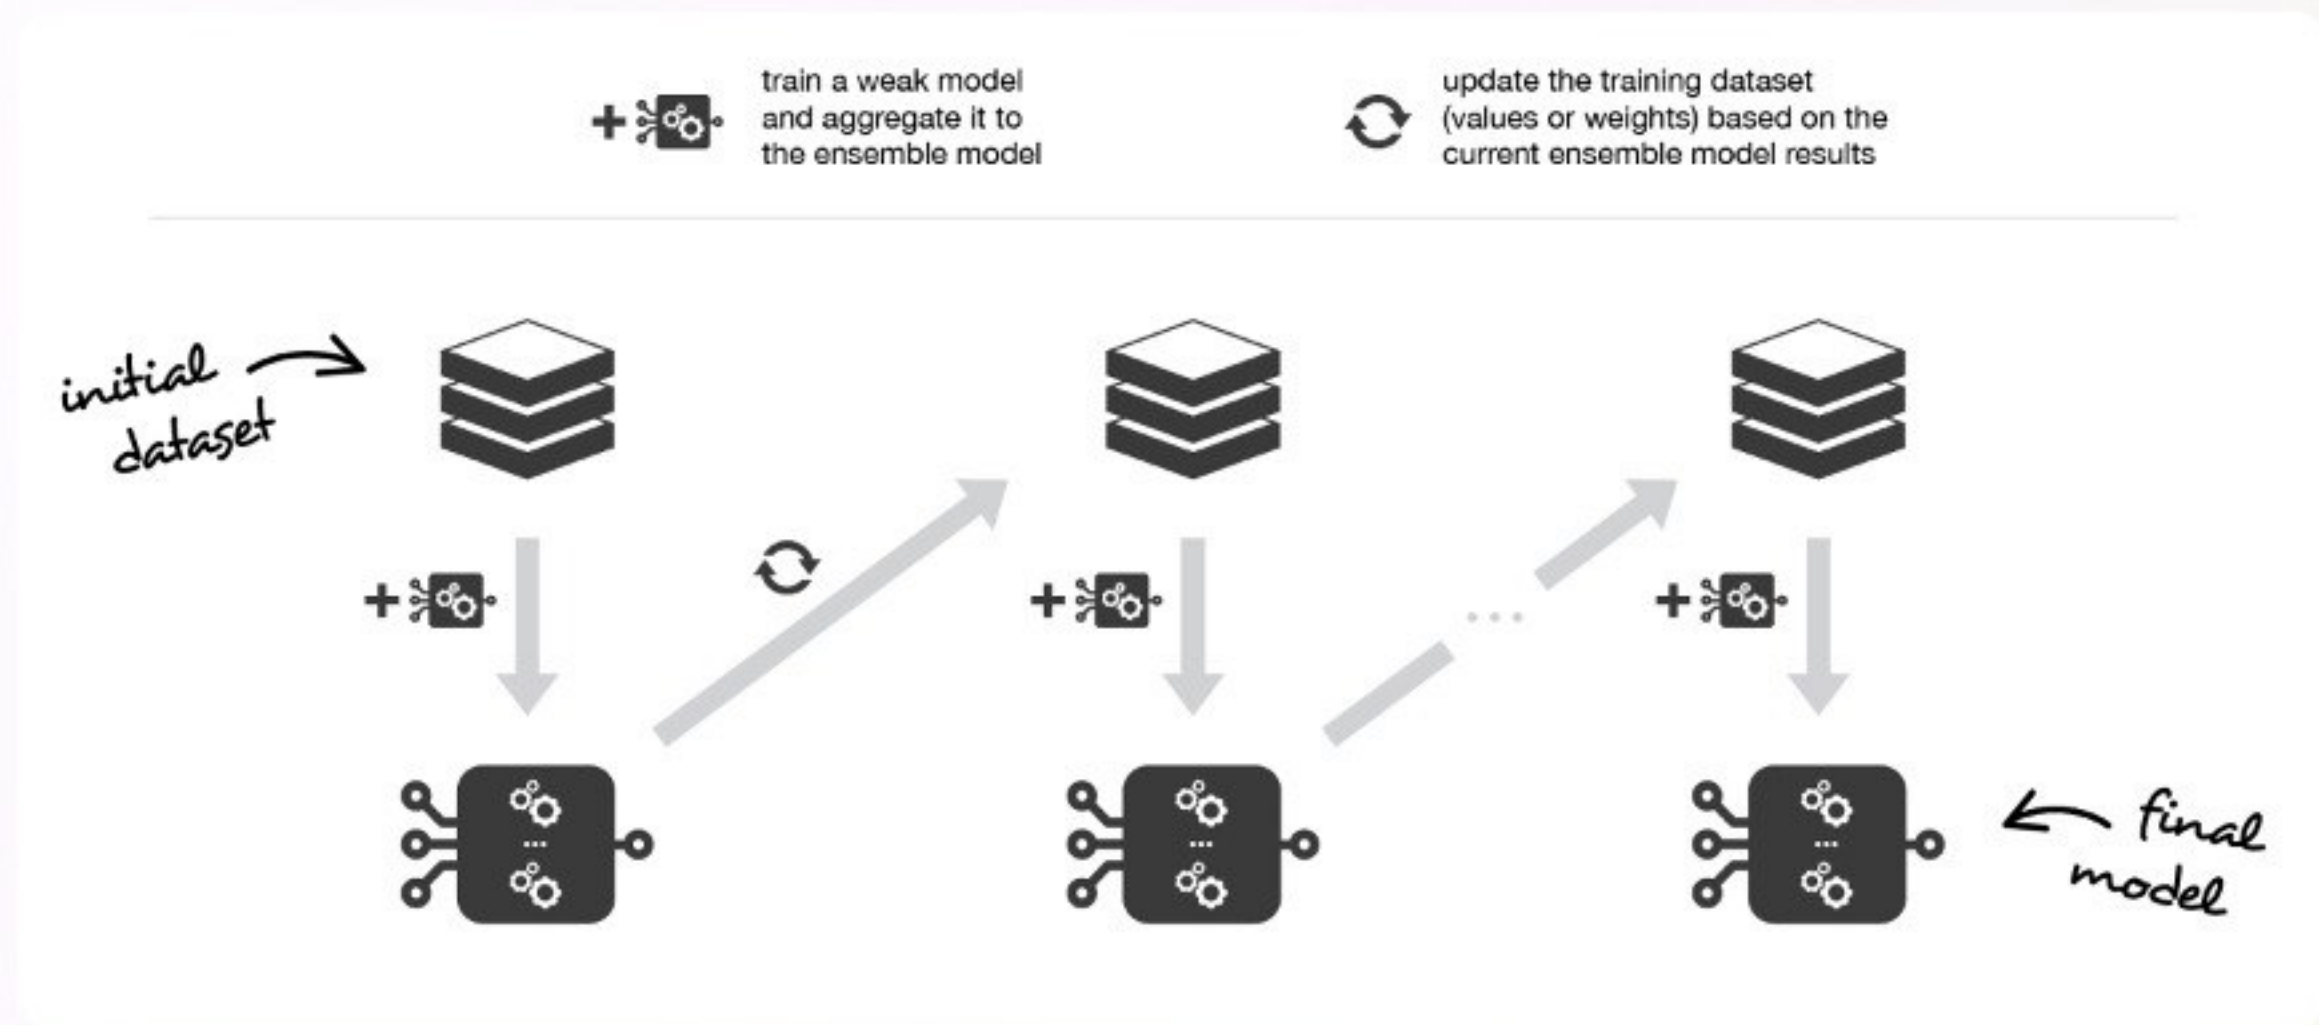 train a weak model
and aggregate it to
the ensemble model
update the training dataset
(values or weights) based on the
current ensemble model results
initial
dataset
final
model